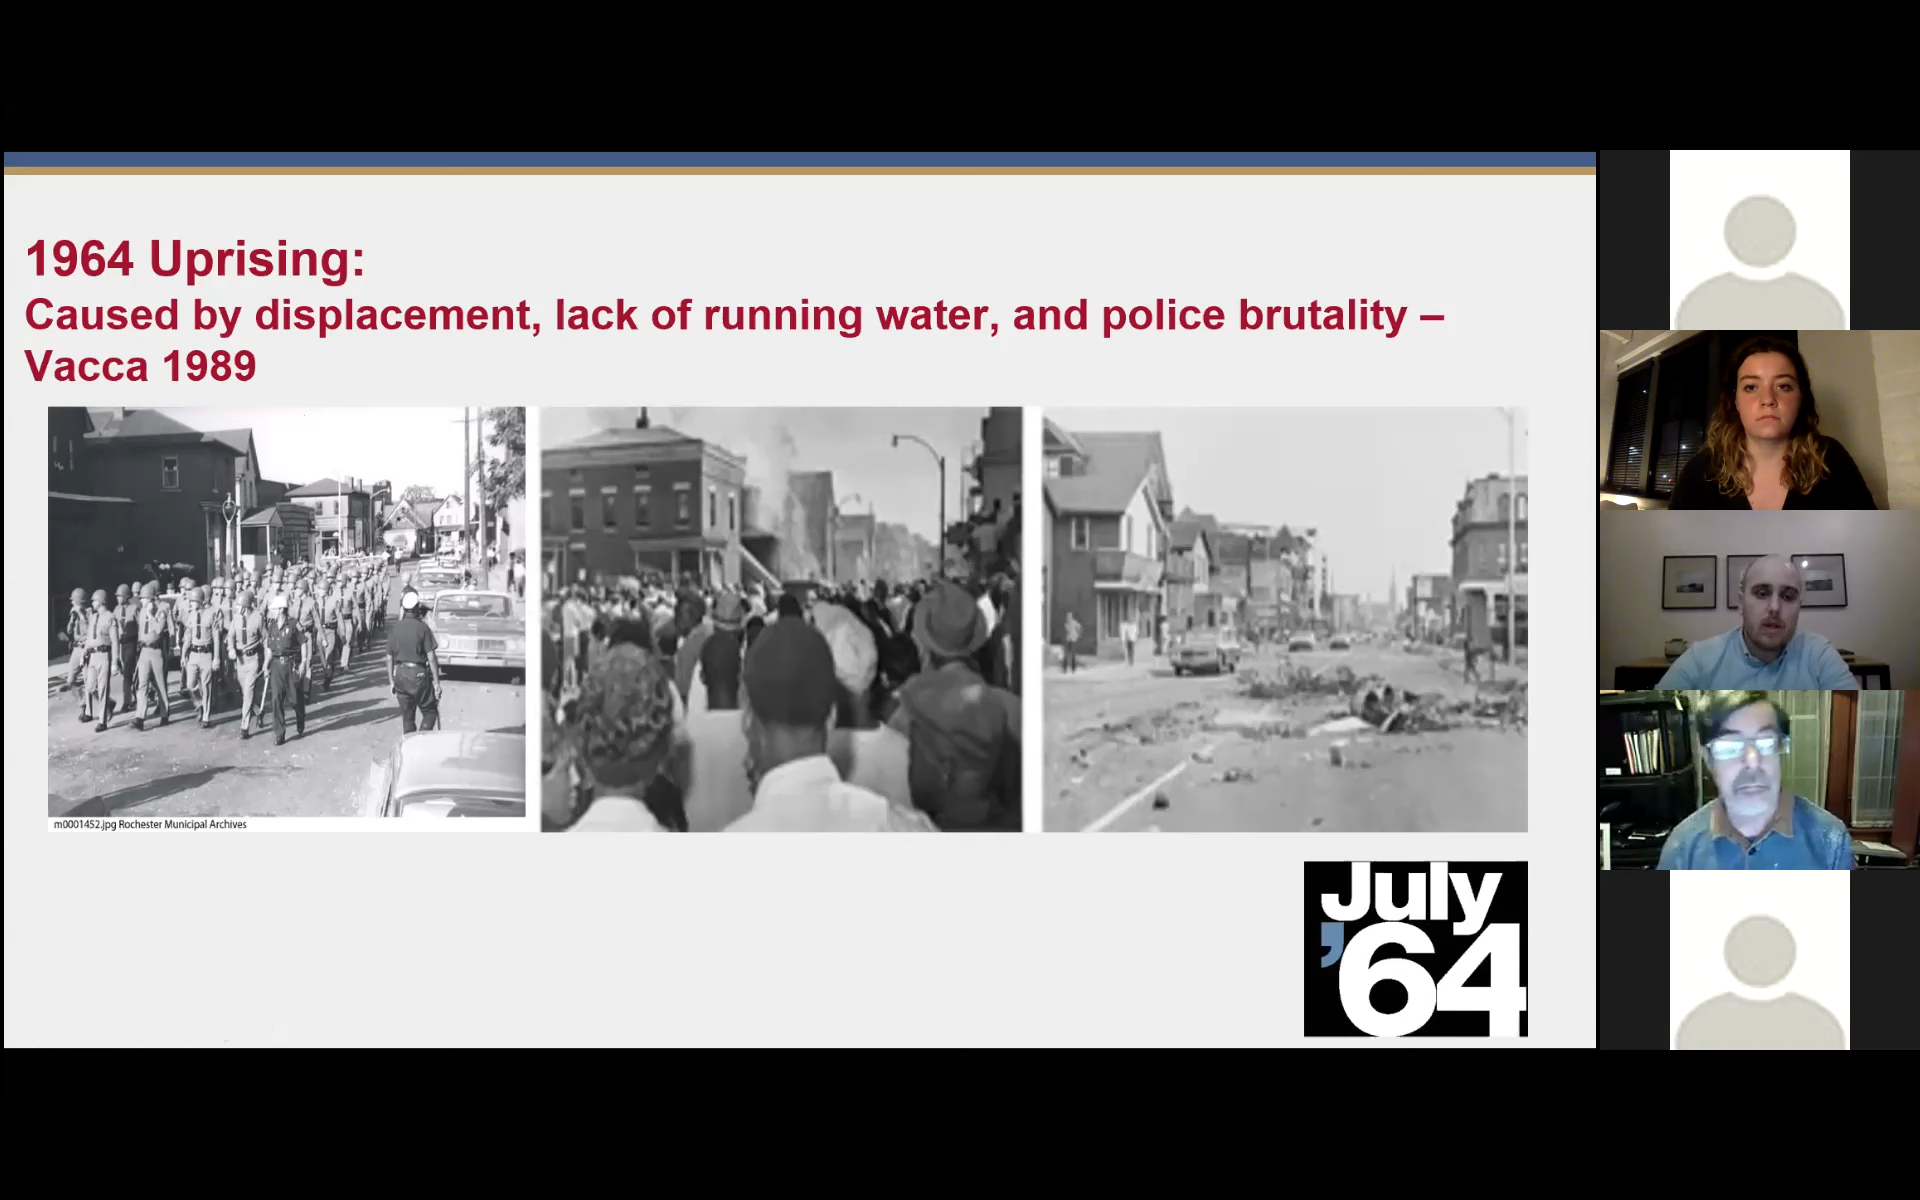 1964 Uprising:
Caused by displacement, lack of running water, and police brutality –
Vacca 1989
m0001452.jpg Rochester Municipal Archives
July
’64